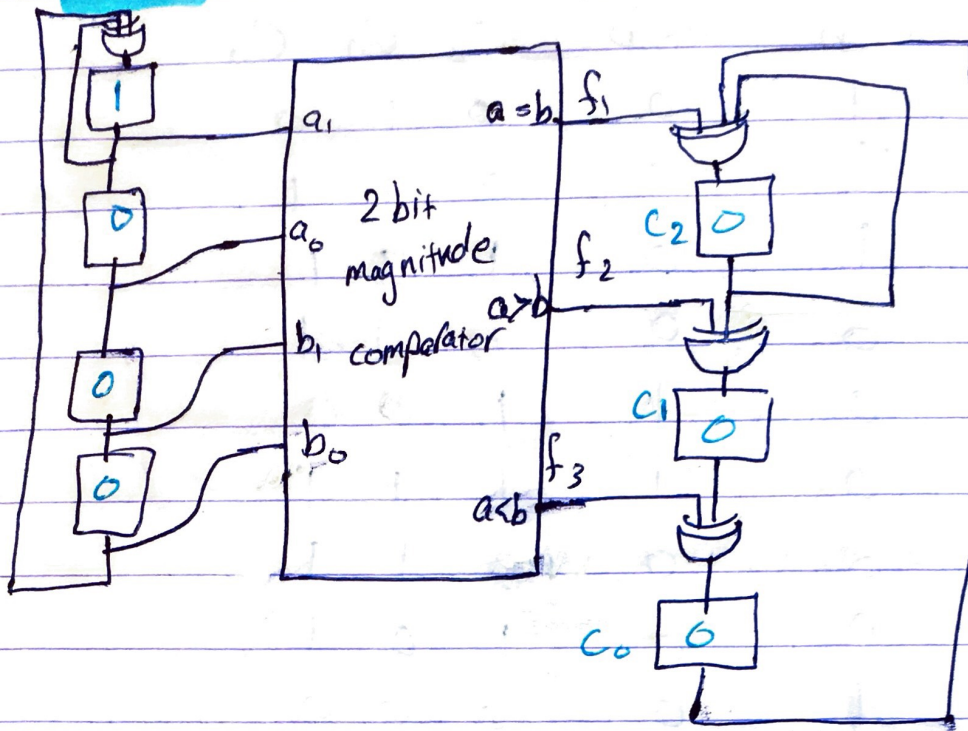 1
0
0
0
a₁
a₀
b₁
b₀
2 bit
magnitude
comparator
a=b
a>b
a<b
f₁
f₂
f₃
C₂
0
C₁
0
C₀
0